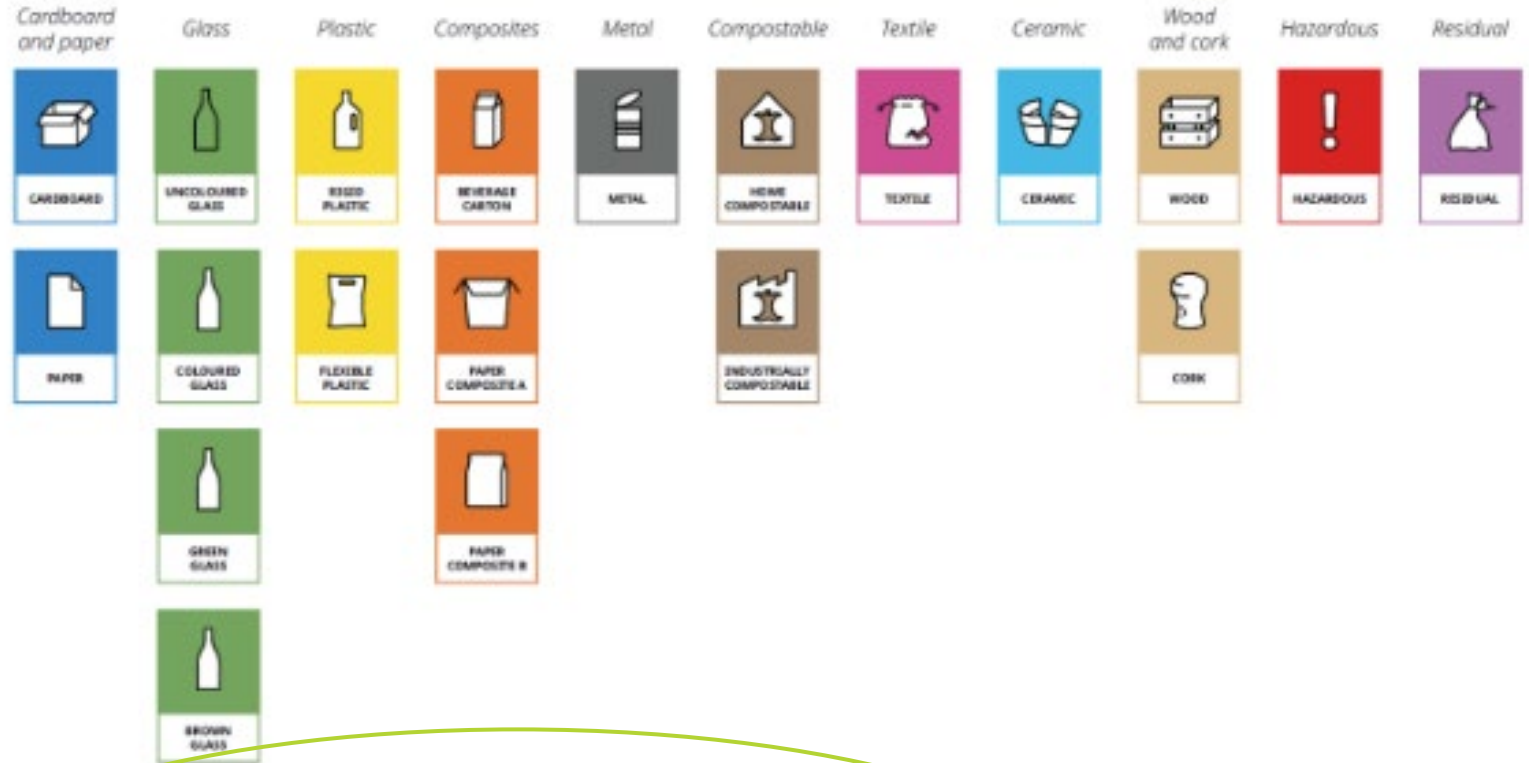 Cardboard
and paper
Glass
Plastic
Composites
Metal
Compostable
Textile
Ceramic
Wood
and cork
Hazardous
Residual
CARDBOARD
UNCOLOURED
GLASS
RIGID
PLASTIC
BEVERAGE
CARTON
METAL
HOME
COMPOSTABLE
TEXTILE
CERAMIC
WOOD
HAZARDOUS
RESIDUAL
PAPER
COLOURED
GLASS
FLEXIBLE
PLASTIC
PAPER
COMPOSITE A
INDUSTRIALLY
COMPOSTABLE
CORK
GREEN
GLASS
PAPER
COMPOSITE B
BROWN
GLASS